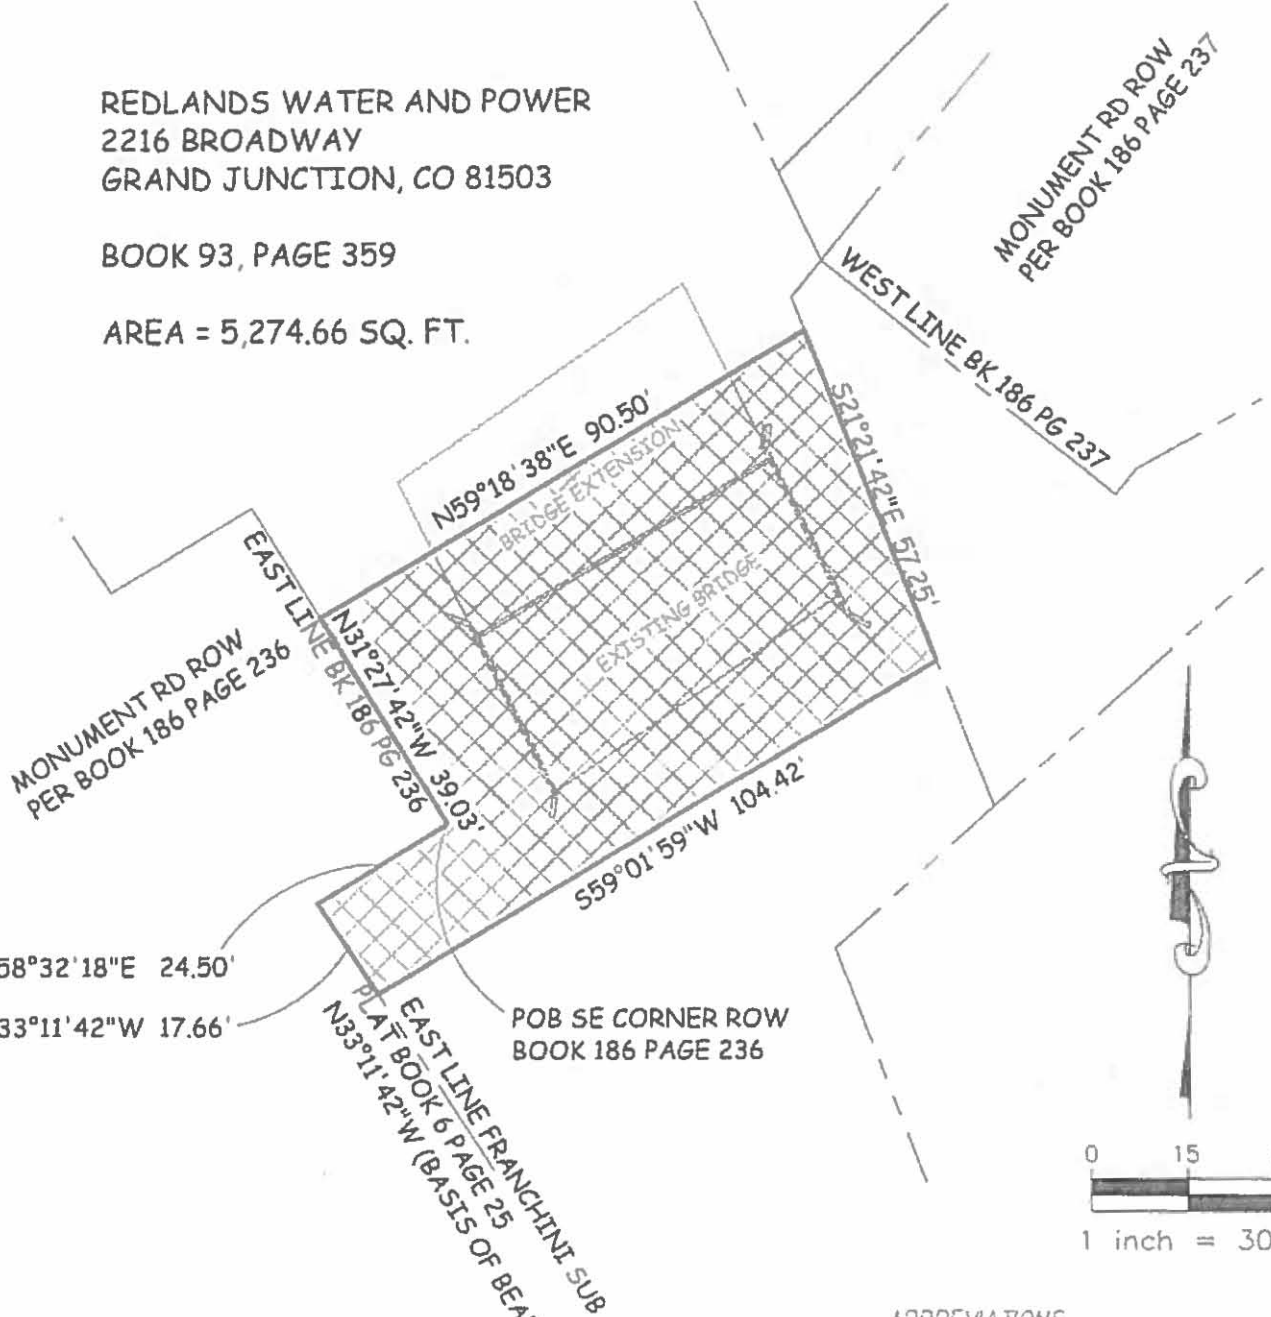 REDLANDS WATER AND POWER
2216 BROADWAY
GRAND JUNCTION, CO 81503
BOOK 93, PAGE 359
AREA = 5,274.66 SQ. FT.
MONUMENT RD ROW
PER BOOK 186 PAGE 237
WEST LINE BK 186 PG 237
N59°18'38"E 90.50'
BRIDGE EXTENSION
S21°21'42"E 57.25'
EXISTING BRIDGE
EAST LINE BK 186 PG 236
N31°27'42"W 39.03'
MONUMENT RD ROW
PER BOOK 186 PAGE 236
S59°01'59"W 104.42'
58°32'18"E 24.50'
33°11'42"W 17.66'
POB SE CORNER ROW
BOOK 186 PAGE 236
EAST LINE FRANCHINI SUB
PLAT BOOK 6 PAGE 25
N33°11'42"W (BASIS OF BEA
0 15
1 inch = 30